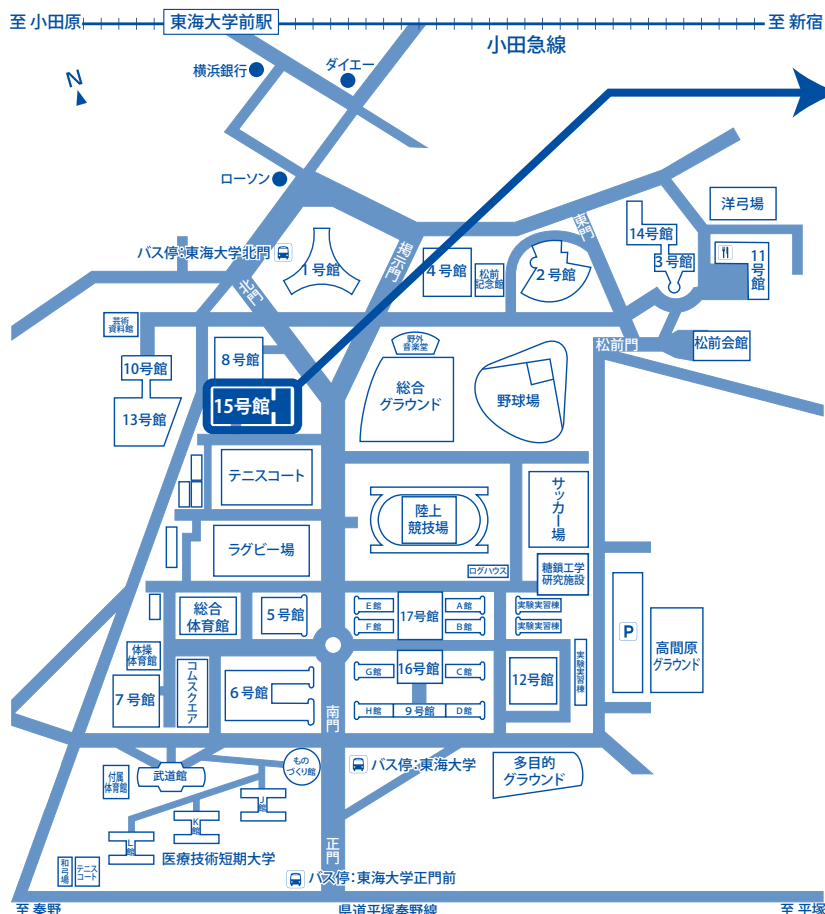 至 小田原
東海大学前駅
至 新宿
小田急線
横浜銀行
ダイエー
N
ローソン
洋弓場
東門
14号館
バス停:東海大学北門
掲示門
1号館
4号館
松前
記念館
2号館
3号館
11号館
北門
芸術
資料館
野外
音楽堂
松前門
松前会館
8号館
10号館
総合
グラウンド
野球場
15号館
13号館
テニスコート
サッカー場
陸上
競技場
ラグビー場
ログハウス
糖鎖工学
研究施設
E館
A館
実験実習棟
総合
体育館
5号館
17号館
F館
B館
実験実習棟
P
体操
体育館
コムスクエア
高間原
グラウンド
16号館
G館
C館
12号館
実験実習棟
7号館
6号館
H館
9号館
D館
南門
もの
づくり館
バス停:東海大学
多目的
グラウンド
武道館
付属
体育館
J館
K館
L館
医療技術短期大学
正門
和弓場
テニス
コート
バス停:東海大学正門前
至 秦野
県道平塚秦野線
至 平塚